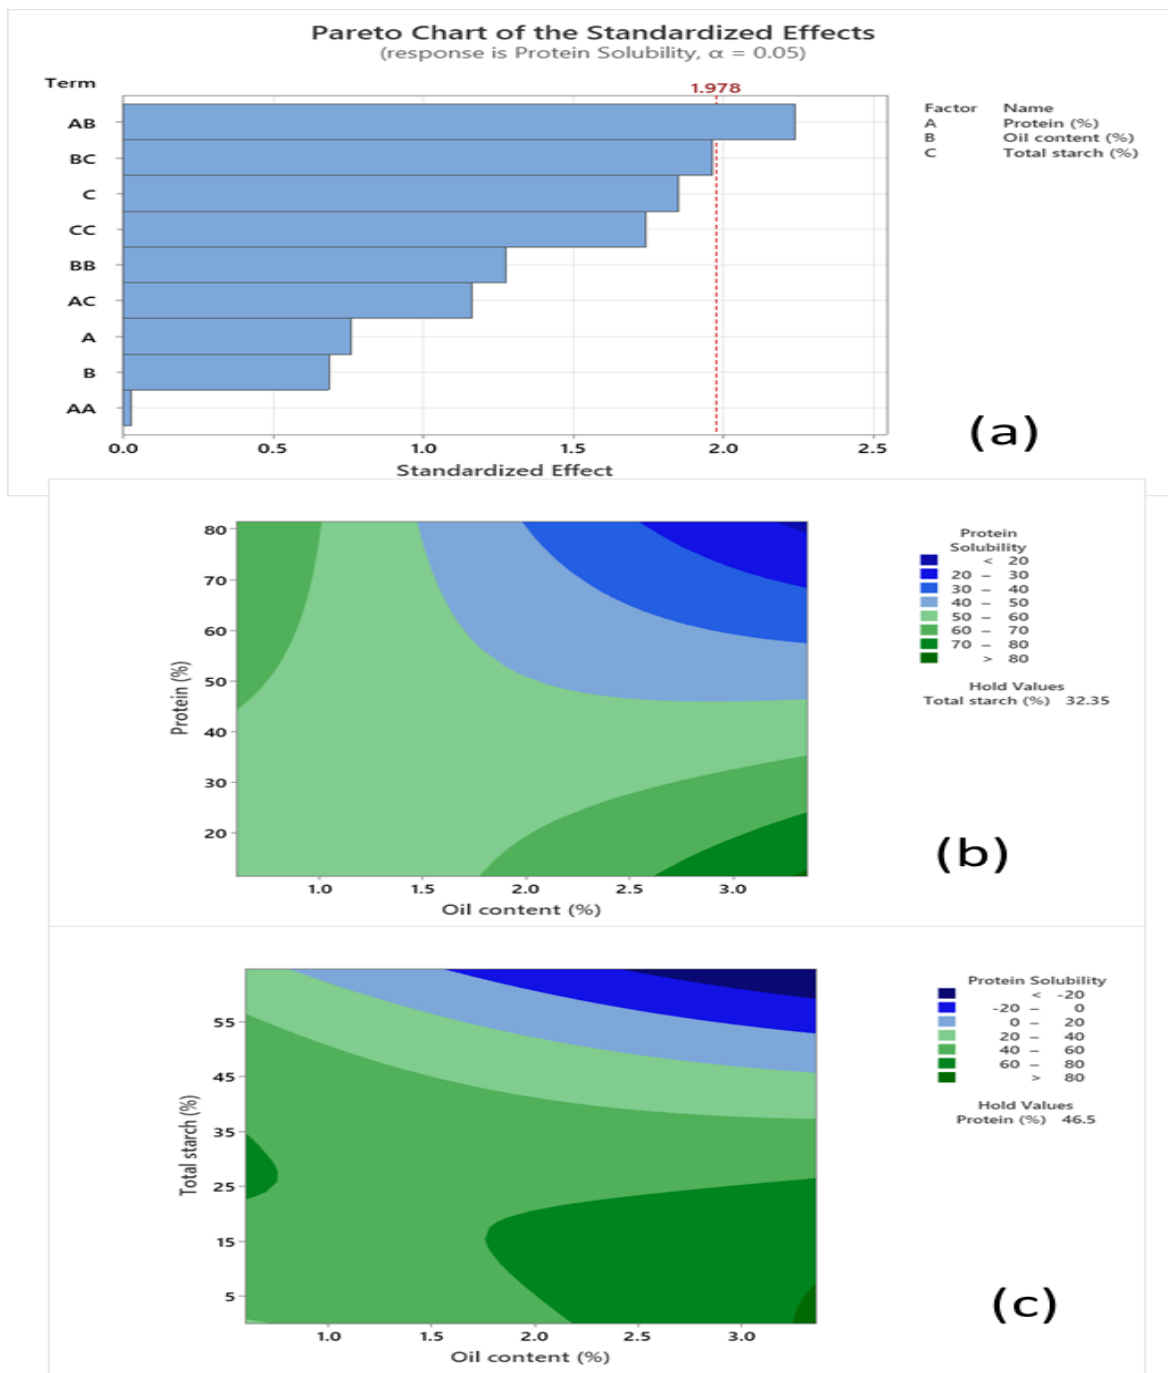 Pareto Chart of the Standardized Effects
(response is Protein Solubility, α = 0.05)
Term
1.978
AB
BC
C
CC
BB
AC
A
B
AA
0.0 0.5 1.0 1.5 2.0 2.5
Standardized Effect
Factor Name
A Protein (%)
B Oil content (%)
C Total starch (%)
(a)
80
70
60
50
40
30
20
Protein (%)
1.0 1.5 2.0 2.5 3.0
Oil content (%)
Protein
Solubility
< 20
20 – 30
30 – 40
40 – 50
50 – 60
60 – 70
70 – 80
> 80
Hold Values
Total starch (%) 32.35
(b)
55
45
35
25
15
5
Total starch (%)
1.0 1.5 2.0 2.5 3.0
Oil content (%)
Protein Solubility
< -20
-20 – 0
0 – 20
20 – 40
40 – 60
60 – 80
> 80
Hold Values
Protein (%) 46.5
(c)